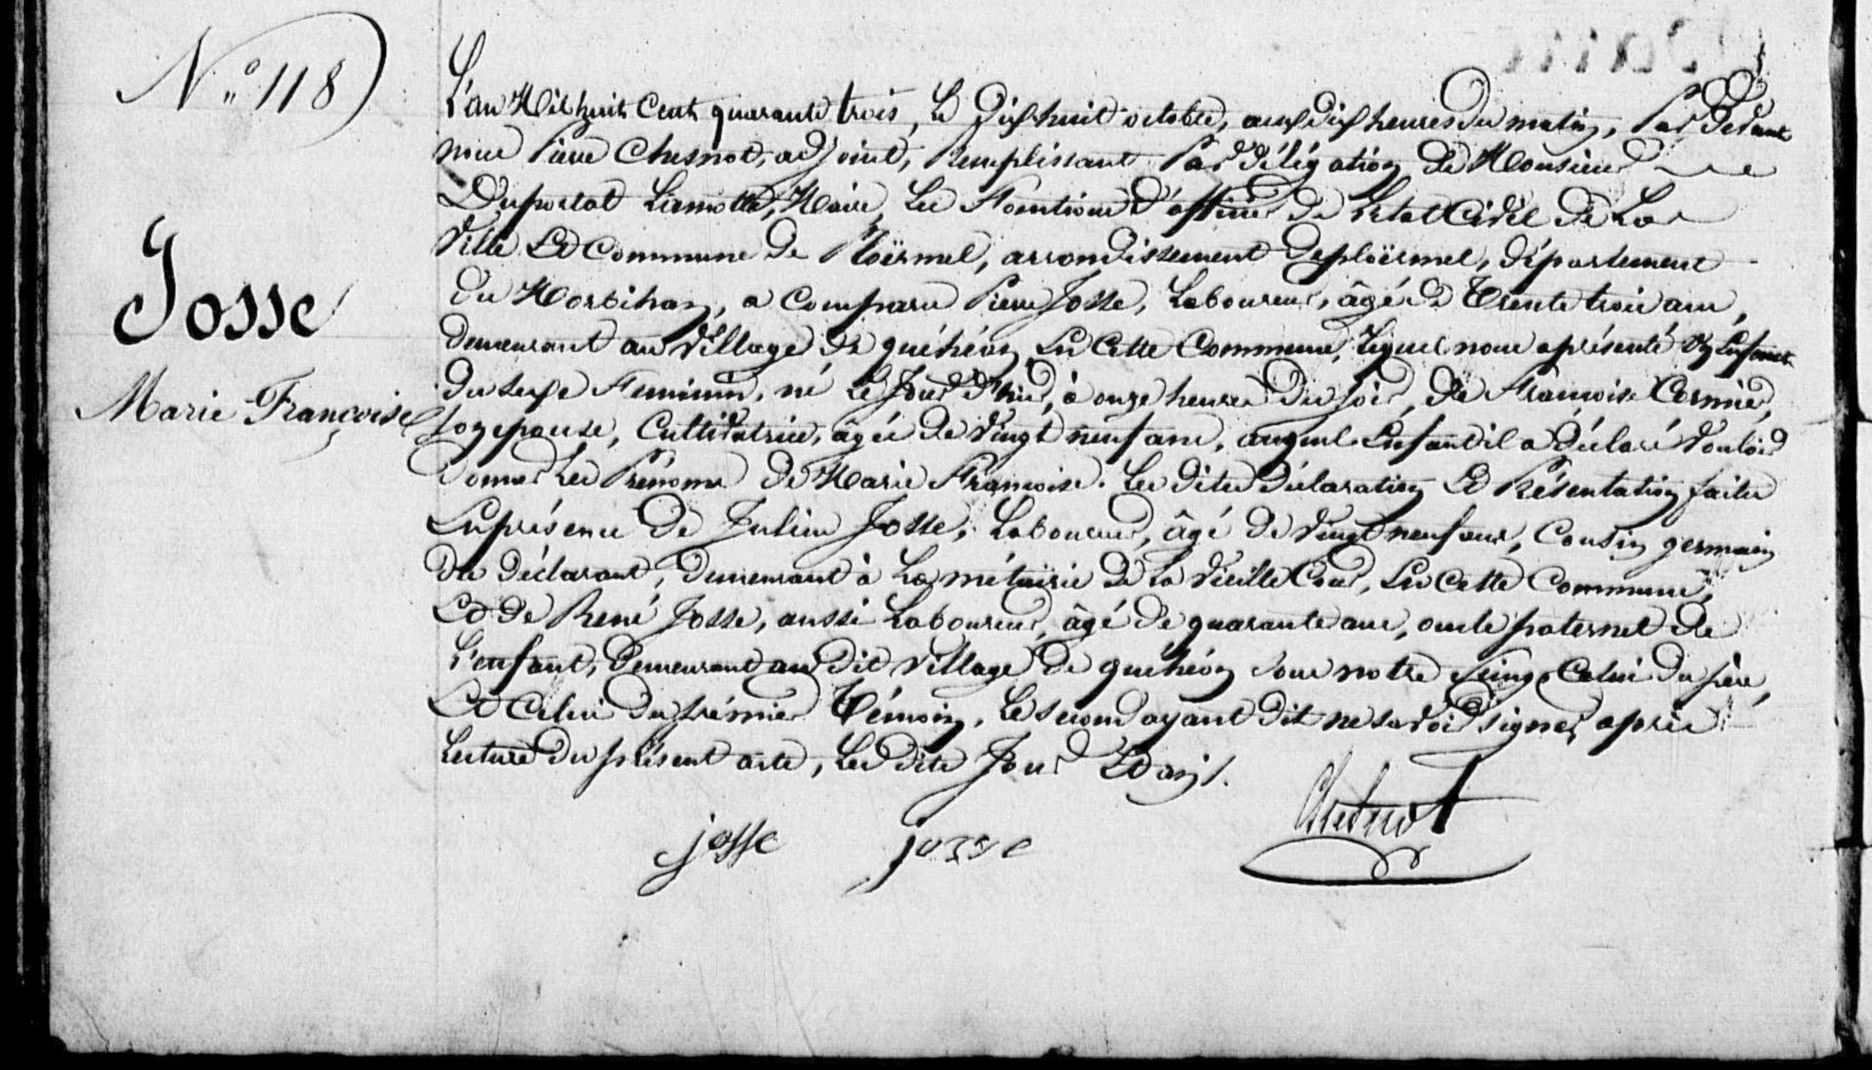 N.° 118
Josse
Marie Françoise
L'an Mil huit Cent quarante trois, Le Dix huit octobre, aux dix heures du matin, Par Devant
nous Pierre Chesnot, adjoint, Remplissant Par délégation de Monsieur
Duportal Lamotte, Maire, Les Fonctions d'officier de L'etat Civil de La
Ville Et Commune de Ploërmel, arrondissement de ploërmel, département
du Morbihan, a Comparu Pierre Josse, Laboureur, âgé de Trente trois ans,
demeurant au Village de quéhéon, En Cette Commune, Lequel nous a présenté Un Enfant
du sexe Feminin, né Le Jour d'hier, à onze heures du soir, de Françoise Cormier,
son epouse, Cultivatrice, âgée de vingt neuf ans, auquel Enfant il a déclaré Vouloir
donner Les Prénoms de Marie Françoise. Les dites déclaration Et Présentation faites
En présence de Julien Josse, Laboureur, âgé de Vingt neuf ans, Cousin germain
du déclarant, demeurant à La métairie de La Vieille Cour, En Cette Commune,
Et de René Josse, aussi Laboureur, âgé de quarante ans, oncle paternel de
L'enfant, Demeurant au dit Village de quéhéon sous notre seing, Celui du père,
Et Celui du premier Témoin, Le second ayant dit ne savoir signer, après
Lecture du présent acte, Les dits Jour Et an.
josse josse Chesnot